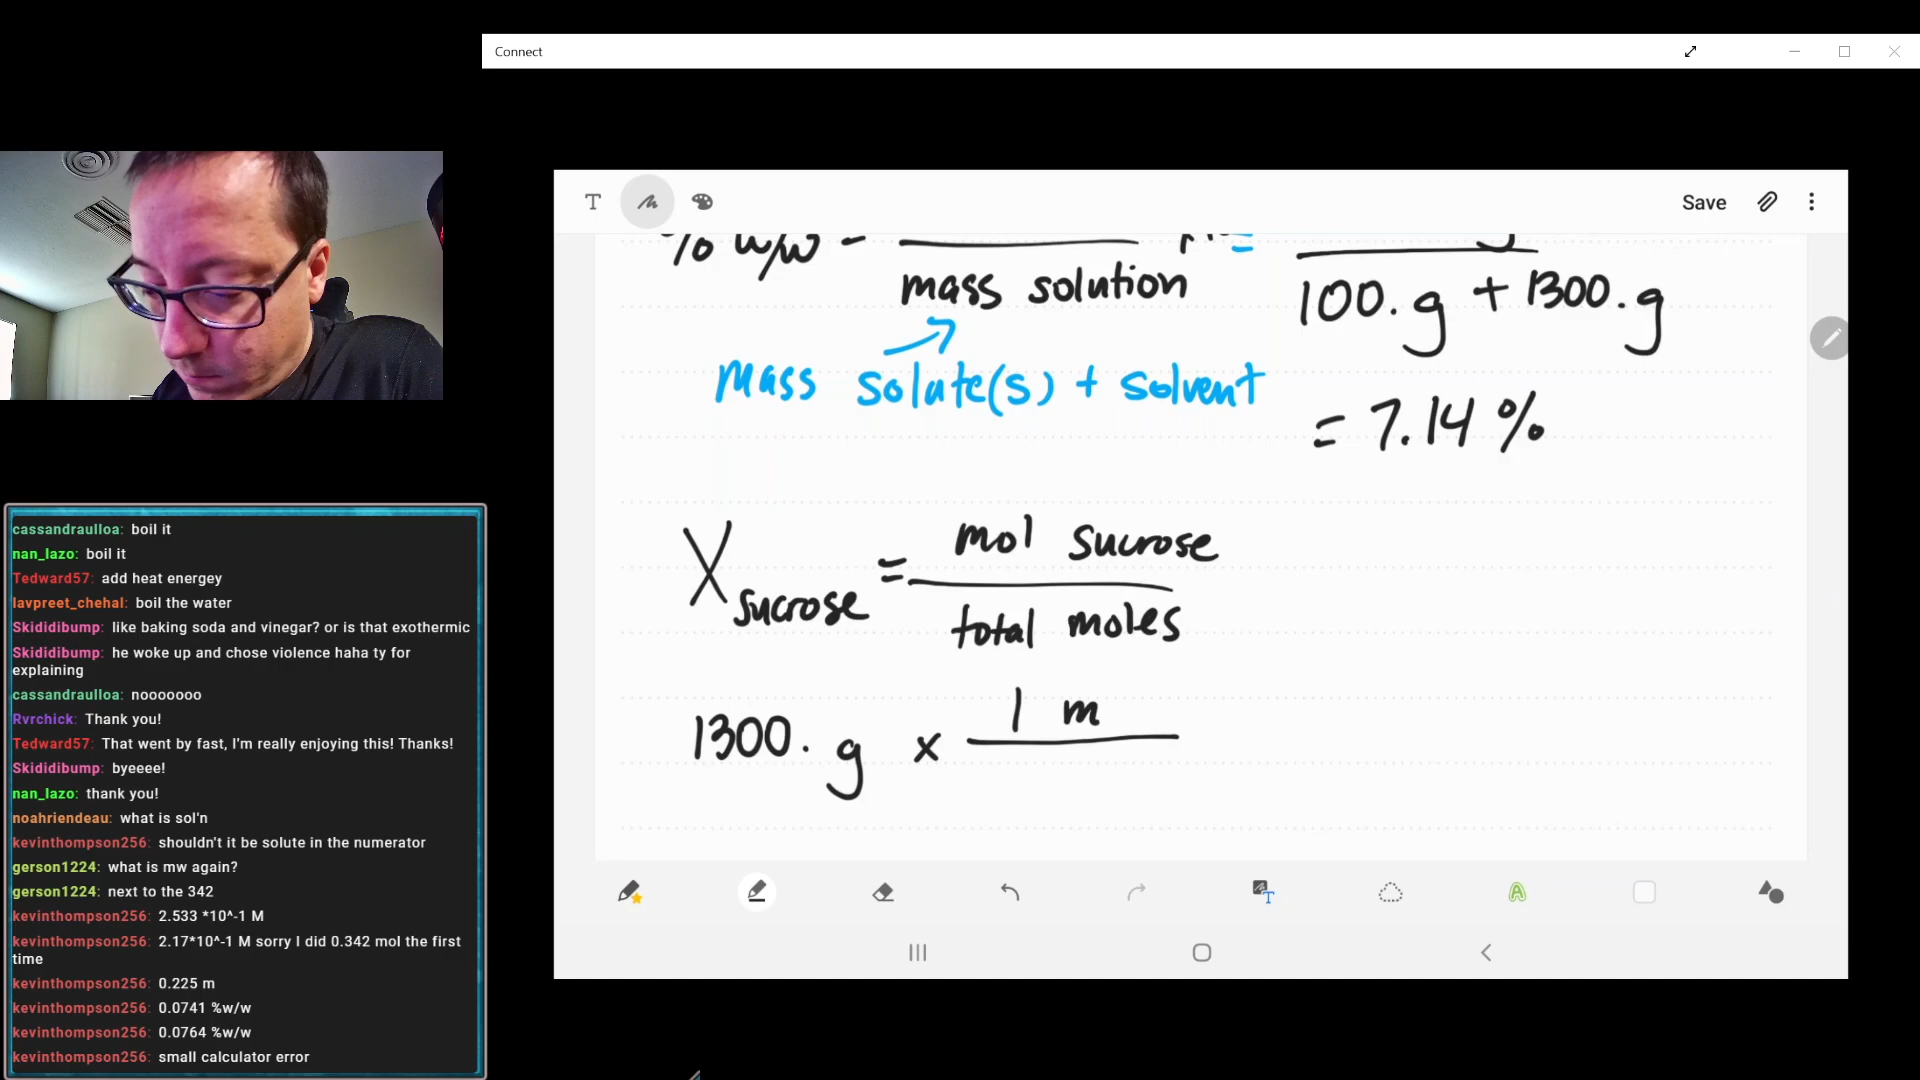 Connect
Save
% w/w =
mass solution
100. g + 1300. g
mass solute(s) + solvent
= 7.14 %
X sucrose = mol sucrose
total moles
1300. g x 1 m
cassandraulloa: boil it
nan_lazo: boil it
Tedward57: add heat energey
lavpreet_chehal: boil the water
Skididibump: like baking soda and vinegar? or is that exothermic
Skididibump: he woke up and chose violence haha ty for
explaining
cassandraulloa: nooooooo
Rvrchick: Thank you!
Tedward57: That went by fast, I'm really enjoying this! Thanks!
Skididibump: byeeee!
nan_lazo: thank you!
noahriendeau: what is sol'n
kevinthompson256: shouldn't it be solute in the numerator
gerson1224: what is mw again?
gerson1224: next to the 342
kevinthompson256: 2.533 *10^-1 M
kevinthompson256: 2.17*10^-1 M sorry I did 0.342 mol the first
time
kevinthompson256: 0.225 m
kevinthompson256: 0.0741 %w/w
kevinthompson256: 0.0764 %w/w
kevinthompson256: small calculator error